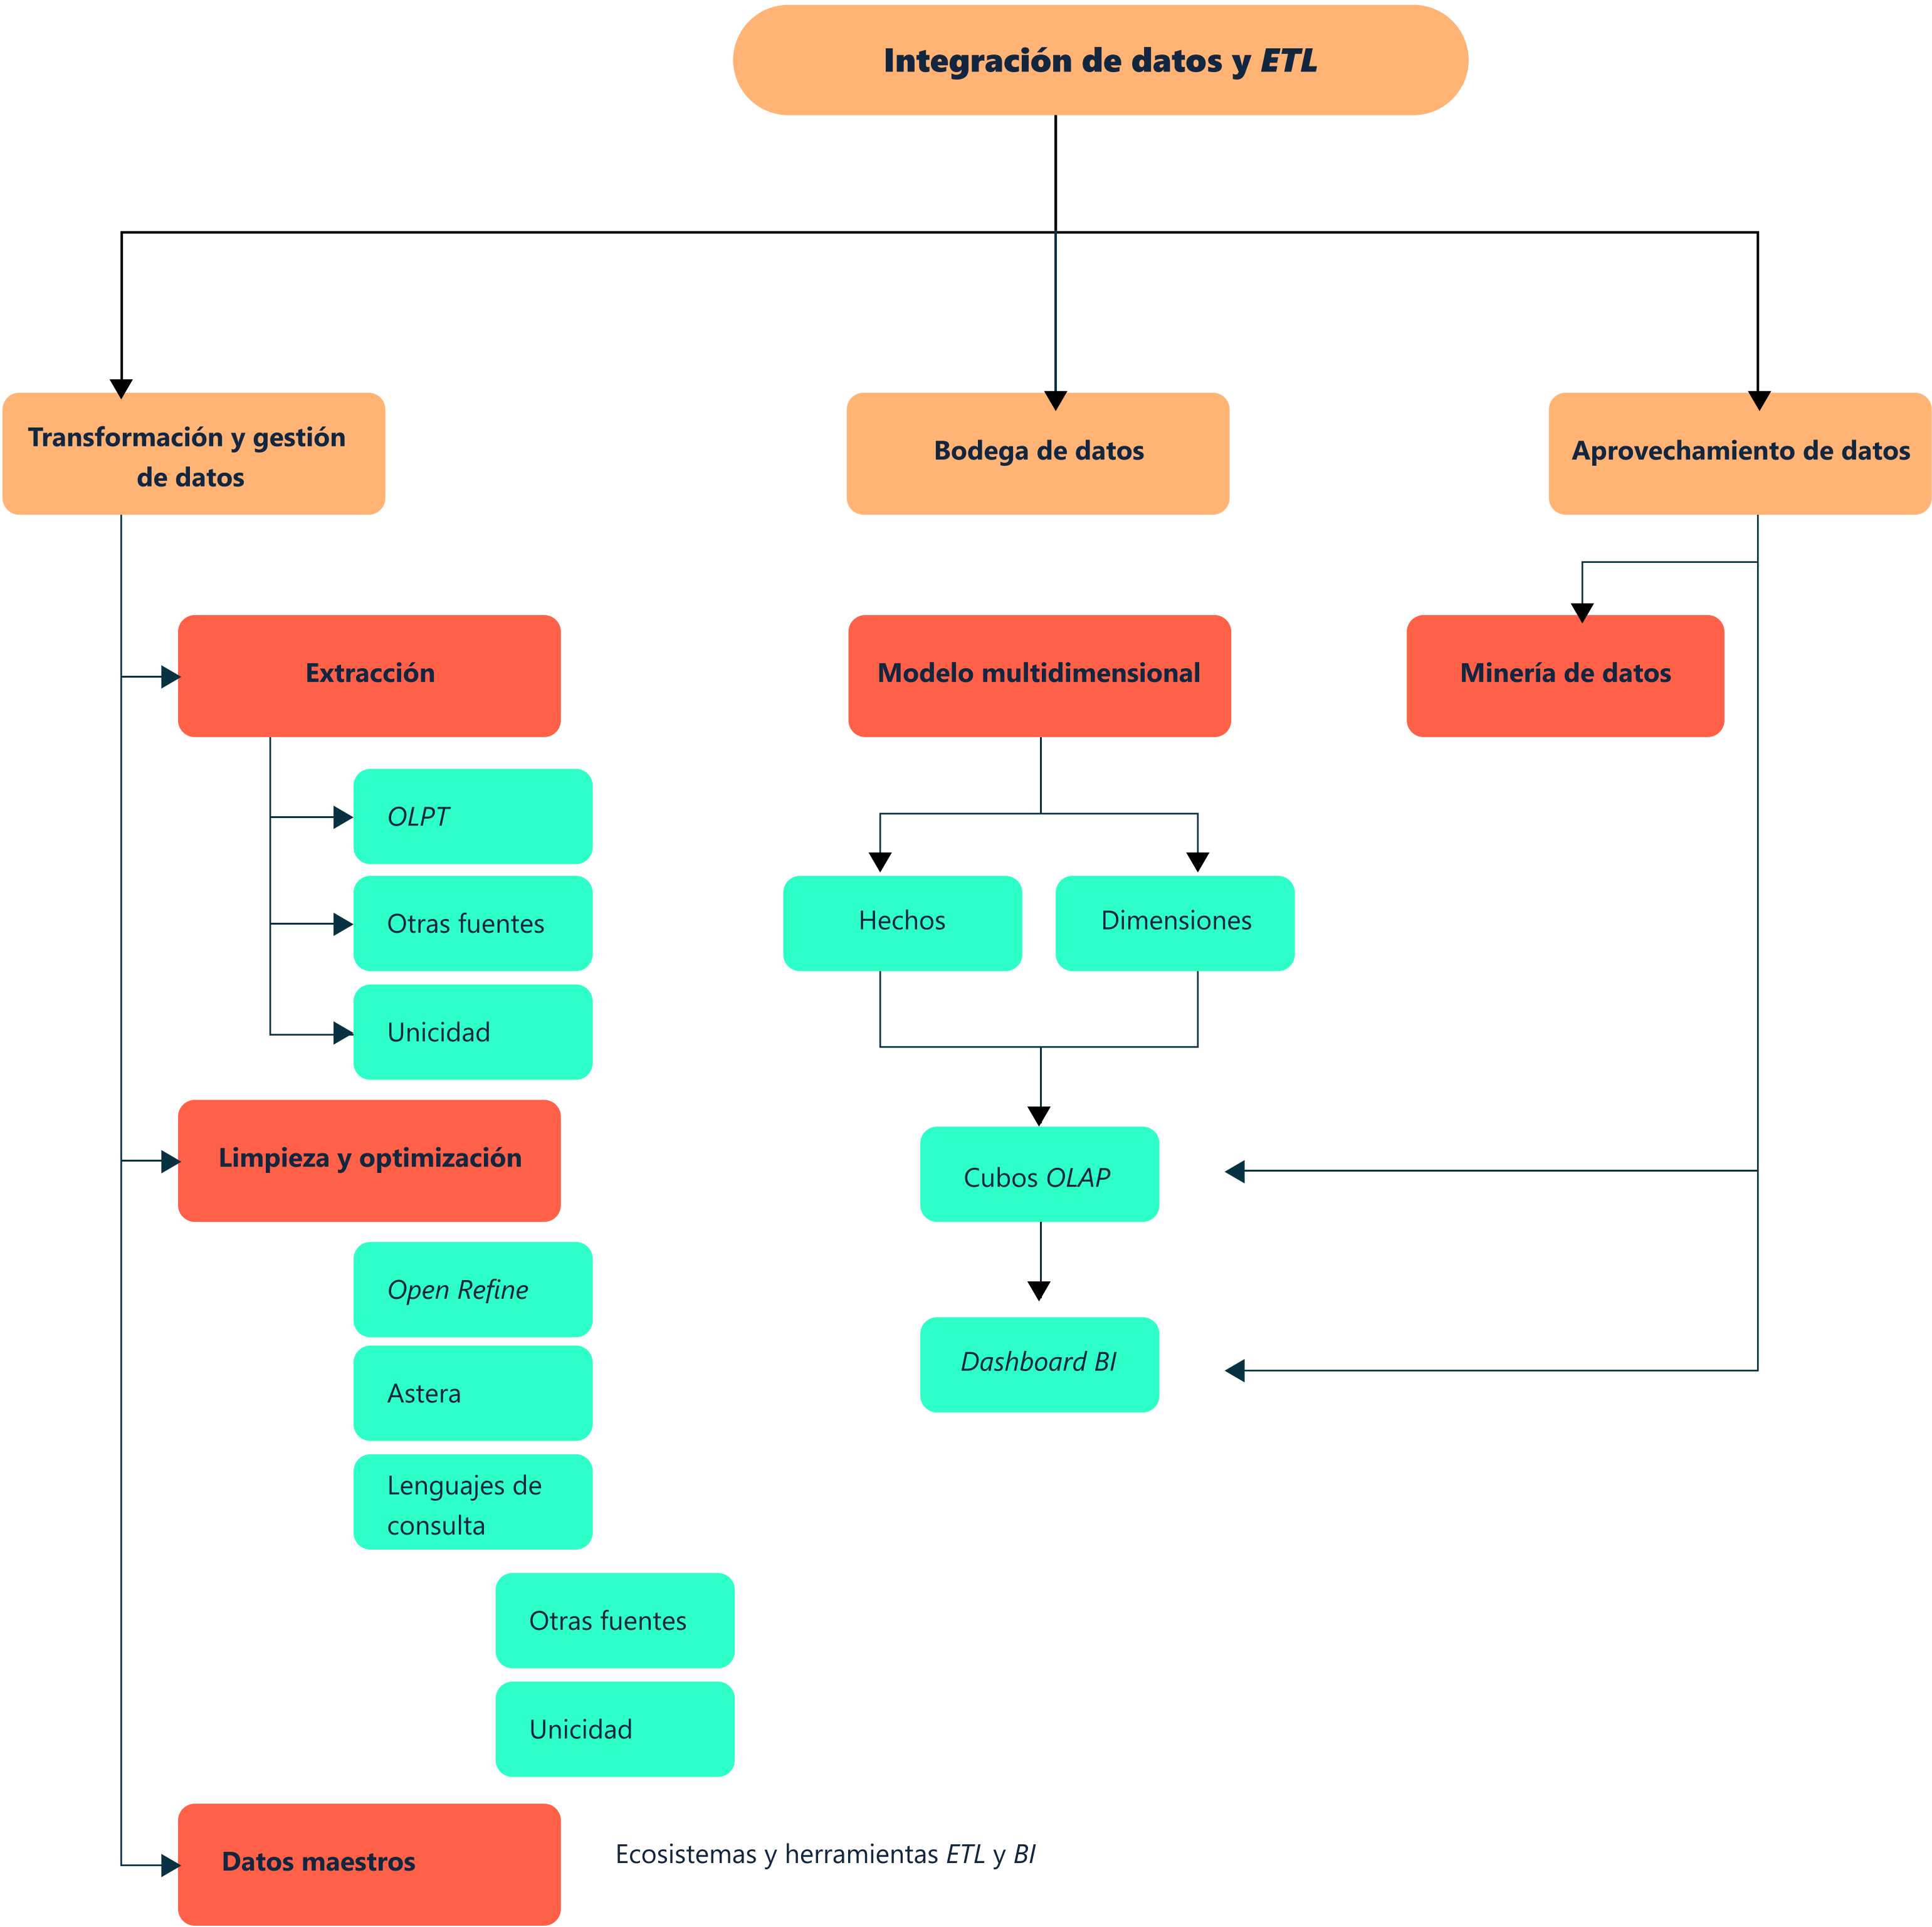 Integración de datos y ETL
Transformación y gestión
de datos
Bodega de datos
Aprovechamiento de datos
Extracción
Modelo multidimensional
Minería de datos
OLPT
Otras fuentes
Hechos
Dimensiones
Unicidad
Limpieza y optimización
Cubos OLAP
Open Refine
Dashboard BI
Astera
Lenguajes de
consulta
Otras fuentes
Unicidad
Datos maestros
Ecosistemas y herramientas ETL y BI